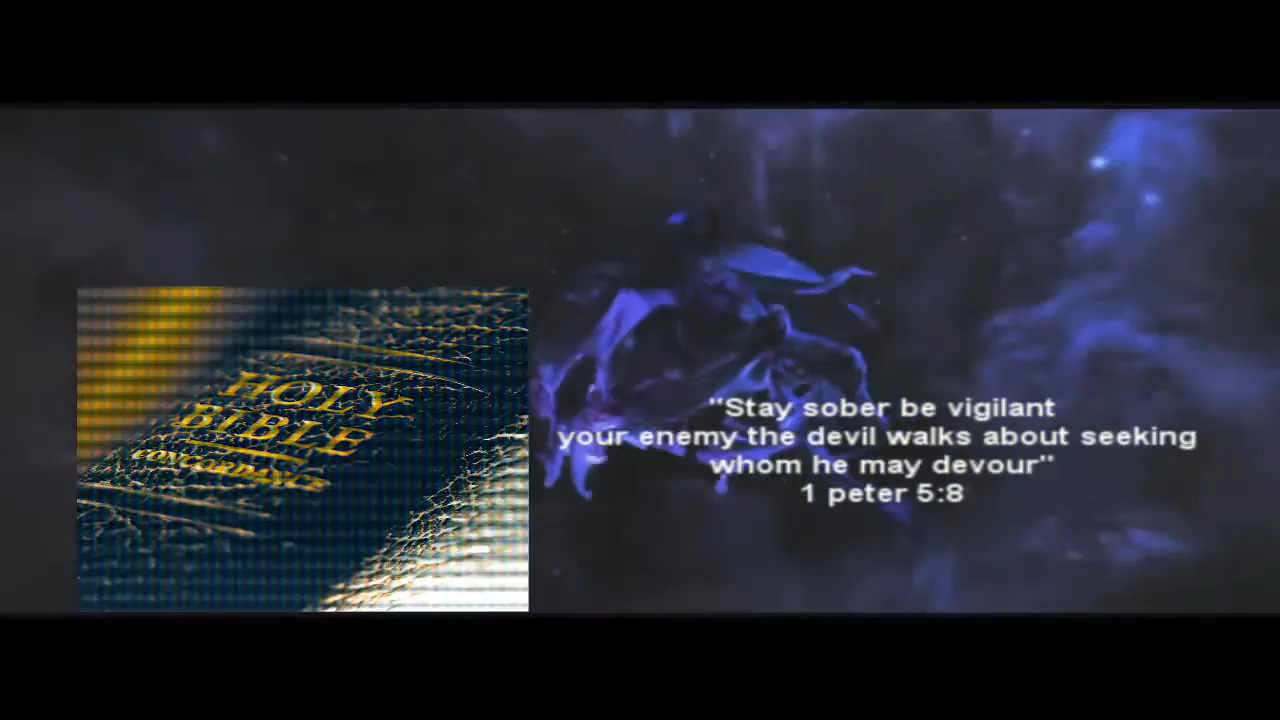 HOLY
BIBLE
CONCORDANCE
"Stay sober be vigilant
your enemy the devil walks about seeking
whom he may devour"
1 peter 5:8